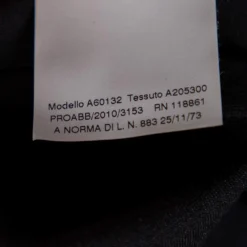 Modello A60132 Tessuto A205300
PROABB/2010/3153 RN 118861
A NORMA DI L. N. 883 25/11/73